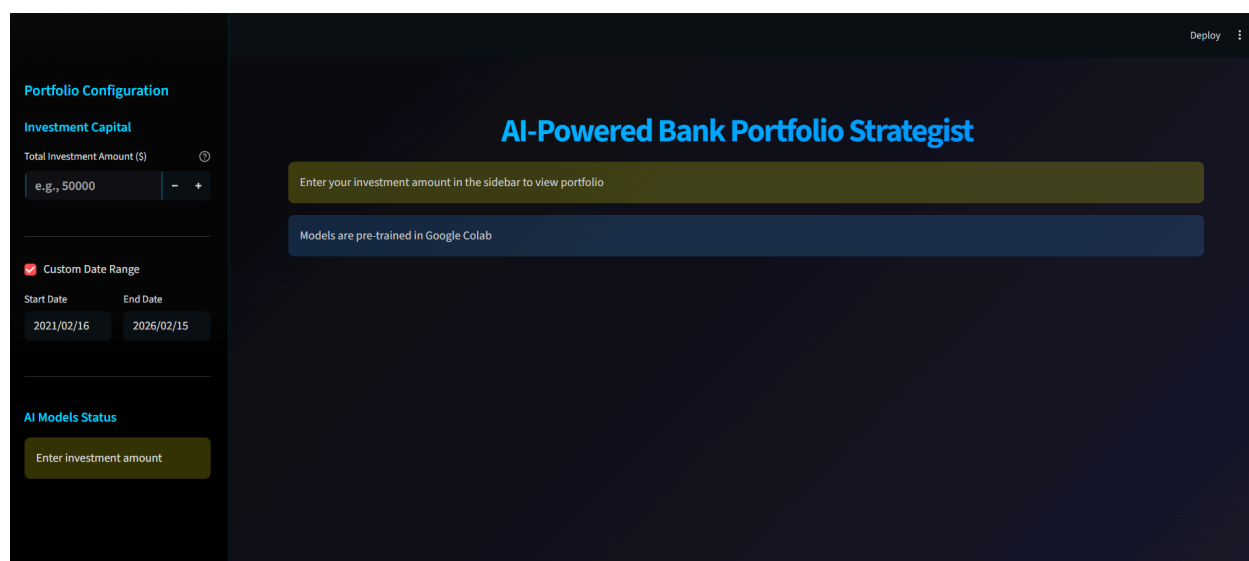 Deploy
Portfolio Configuration
Investment Capital
Total Investment Amount ($)
e.g., 50000
Custom Date Range
Start Date End Date
2021/02/16 2026/02/15
AI Models Status
Enter investment amount
AI-Powered Bank Portfolio Strategist
Enter your investment amount in the sidebar to view portfolio
Models are pre-trained in Google Colab